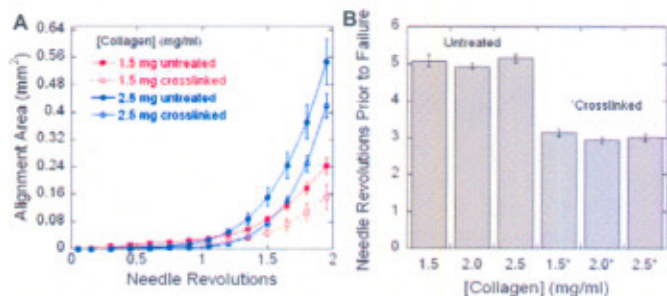 A
[Collagen] (mg/ml)
1.5 mg untreated
1.5 mg crosslinked
2.5 mg untreated
2.5 mg crosslinked
Alignment Area (mm²)
0.64
0.56
0.48
0.4
0.32
0.24
0.16
0.08
0
0 0.5 1 1.5 2
Needle Revolutions
B
Untreated
*Crosslinked
Needle Revolutions Prior to Failure
6
5
4
3
2
1
0
1.5 2.0 2.5 1.5* 2.0* 2.5*
[Collagen] (mg/ml)